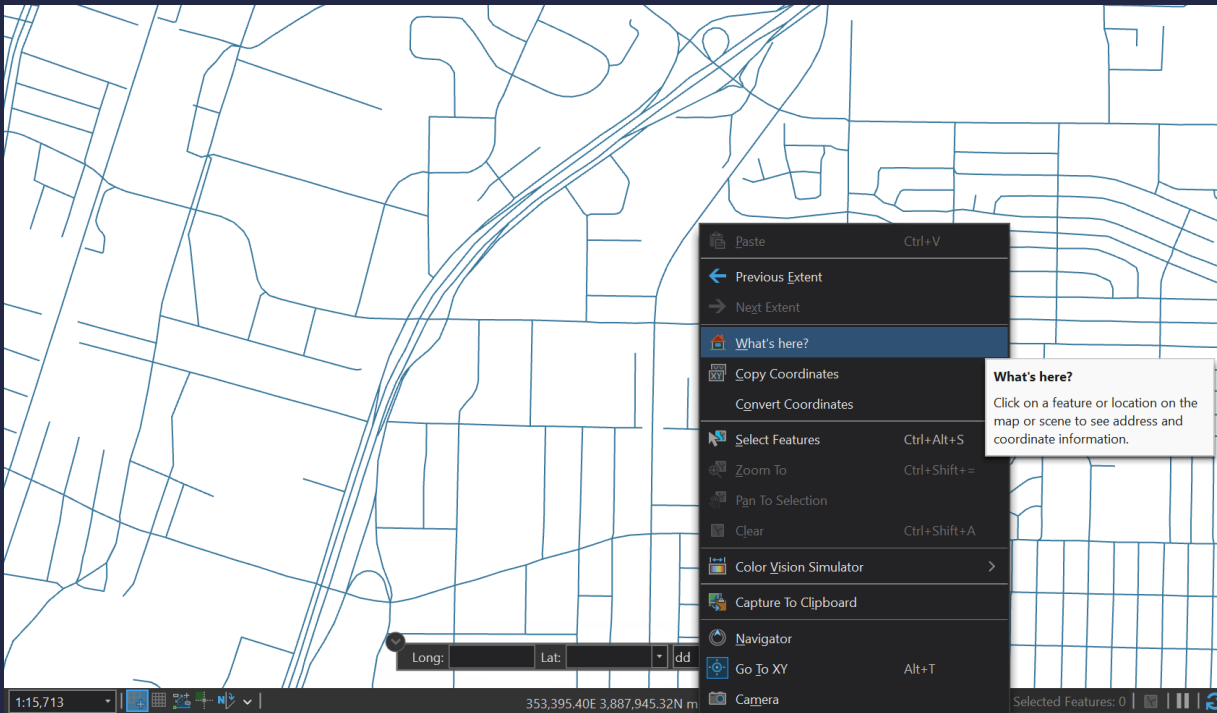 Paste Ctrl+V
Previous Extent
Next Extent
What's here?
Copy Coordinates
Convert Coordinates
Select Features Ctrl+Alt+S
Zoom To Ctrl+Shift+=
Pan To Selection
Clear Ctrl+Shift+A
Color Vision Simulator
Capture To Clipboard
Navigator
Go To XY Alt+T
Camera
What's here?
Click on a feature or location on the
map or scene to see address and
coordinate information.
Long: Lat: dd
1:15,713 353,395.40E 3,887,945.32N m Selected Features: 0